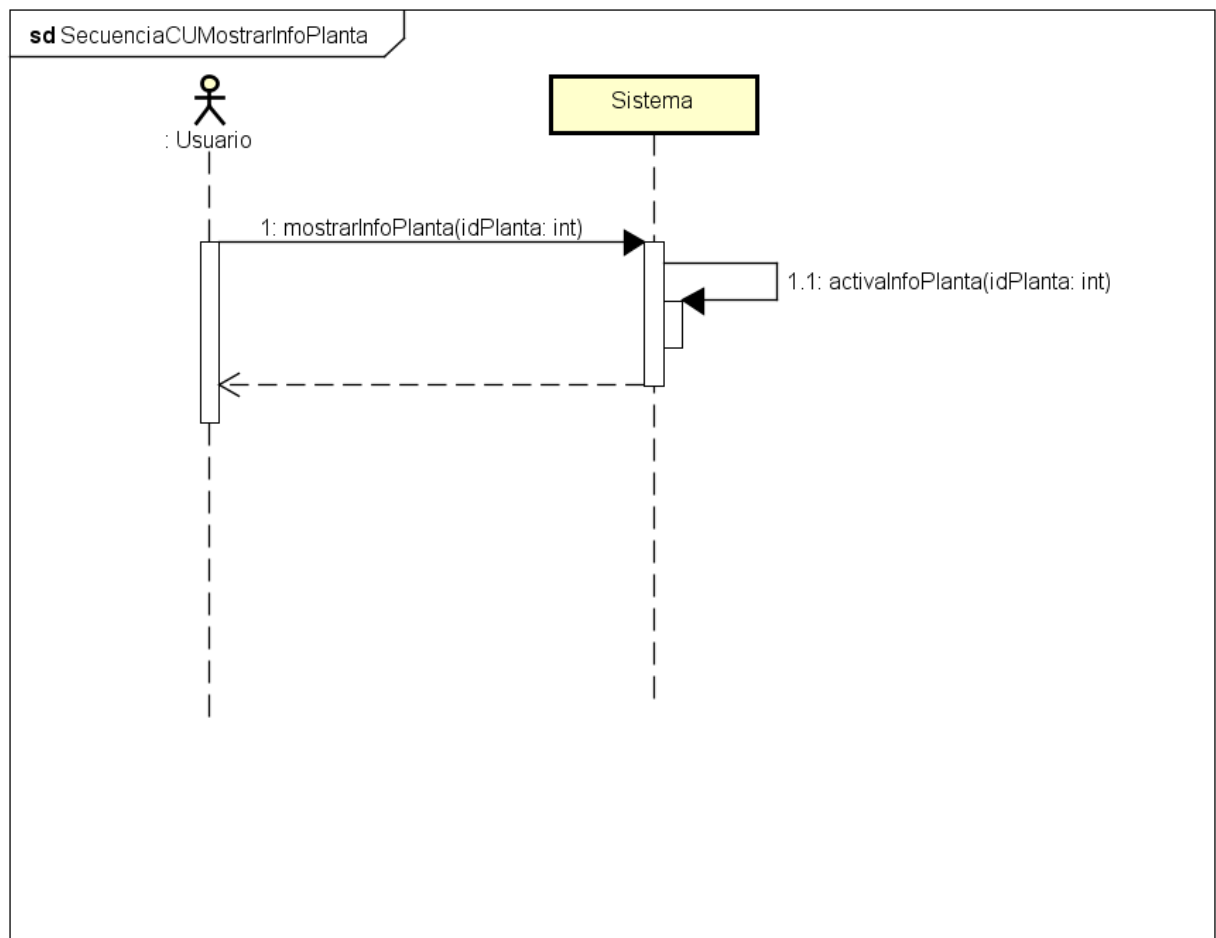 sd SecuenciaCUMostrarInfoPlanta
: Usuario
Sistema
1: mostrarInfoPlanta(idPlanta: int)
1.1: activaInfoPlanta(idPlanta: int)